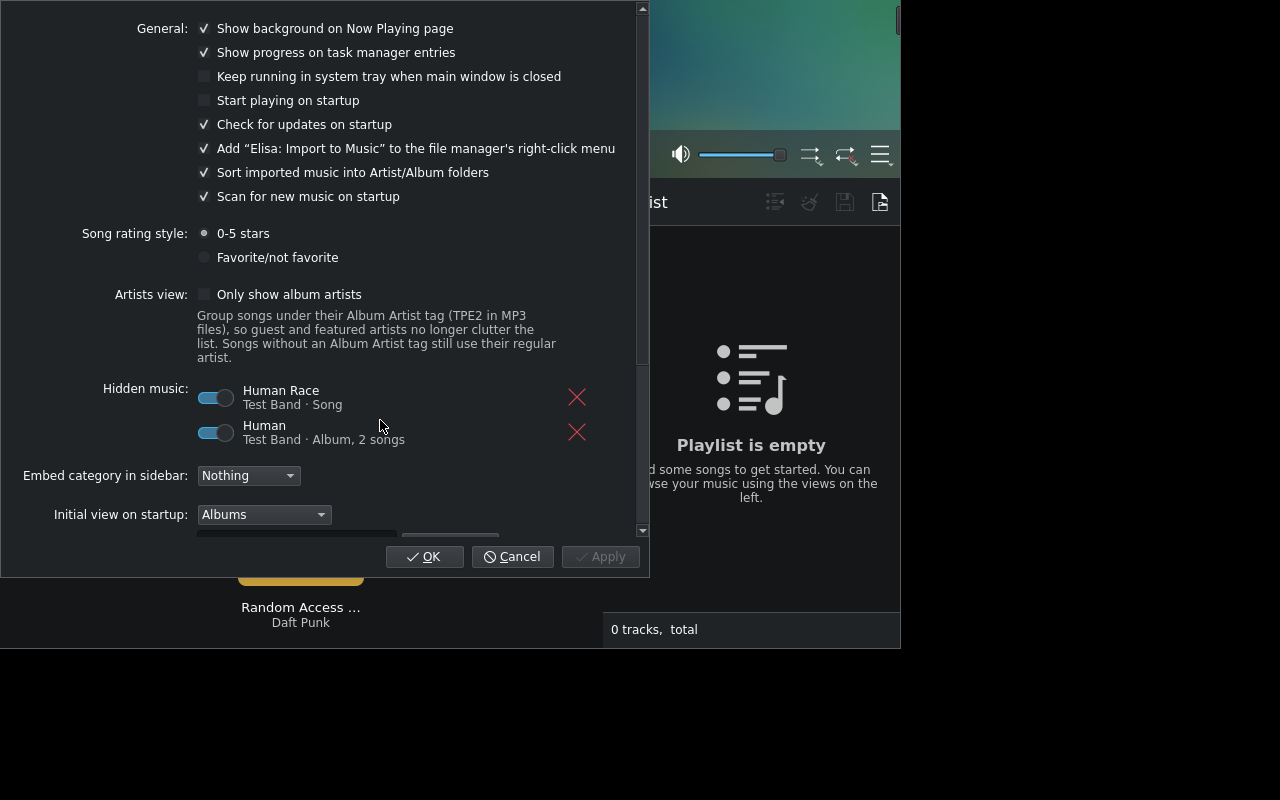 General:
Show background on Now Playing page
Show progress on task manager entries
Keep running in system tray when main window is closed
Start playing on startup
Check for updates on startup
Add “Elisa: Import to Music” to the file manager's right-click menu
Sort imported music into Artist/Album folders
Scan for new music on startup
Song rating style:
0-5 stars
Favorite/not favorite
Artists view:
Only show album artists
Group songs under their Album Artist tag (TPE2 in MP3
files), so guest and featured artists no longer clutter the
list. Songs without an Album Artist tag still use their regular
artist.
Hidden music:
Human Race
Test Band · Song
Human
Test Band · Album, 2 songs
Embed category in sidebar:
Nothing
Initial view on startup:
Albums
OK
Cancel
Apply
ist
Playlist is empty
d some songs to get started. You can
wse your music using the views on the
left.
Random Access ...
Daft Punk
0 tracks,  total